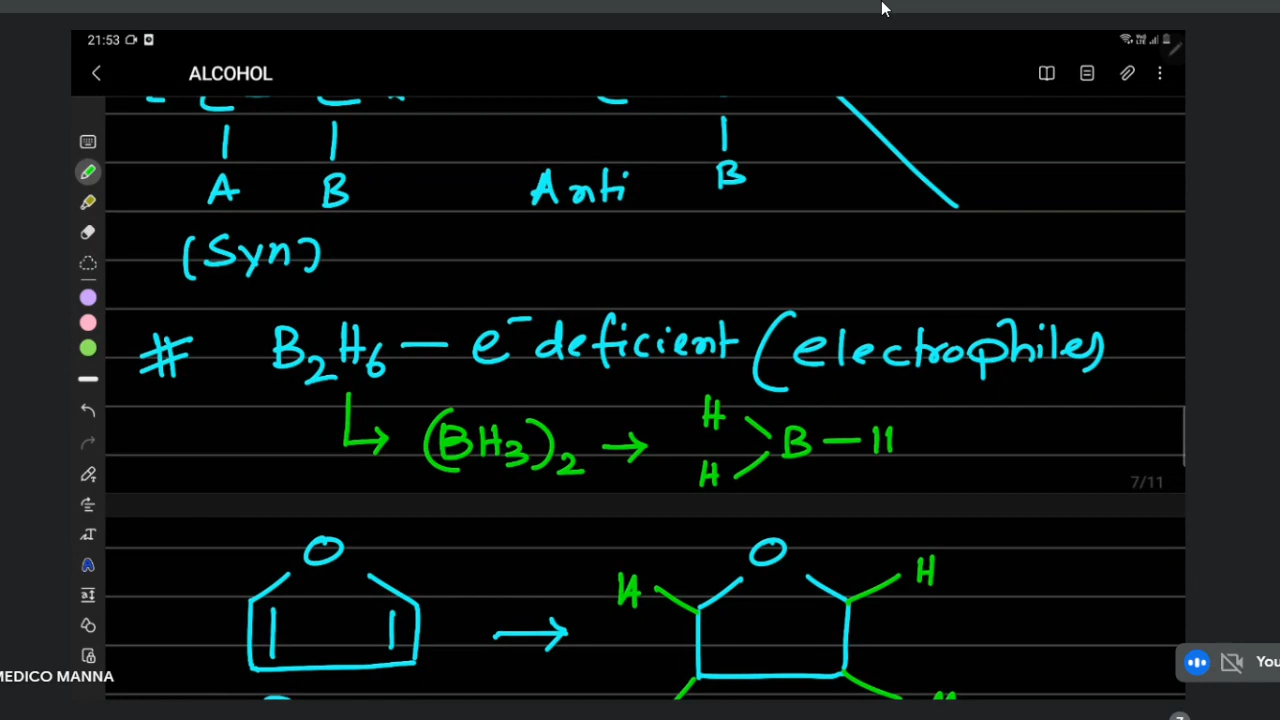 21:53
ALCOHOL
A B Anti B
(Syn)
# B2H6 — e⁻ deficient (electrophiles
↳ (BH3)2 → H H B — H
7/11
O O
H H
→
MEDICO MANNA
You